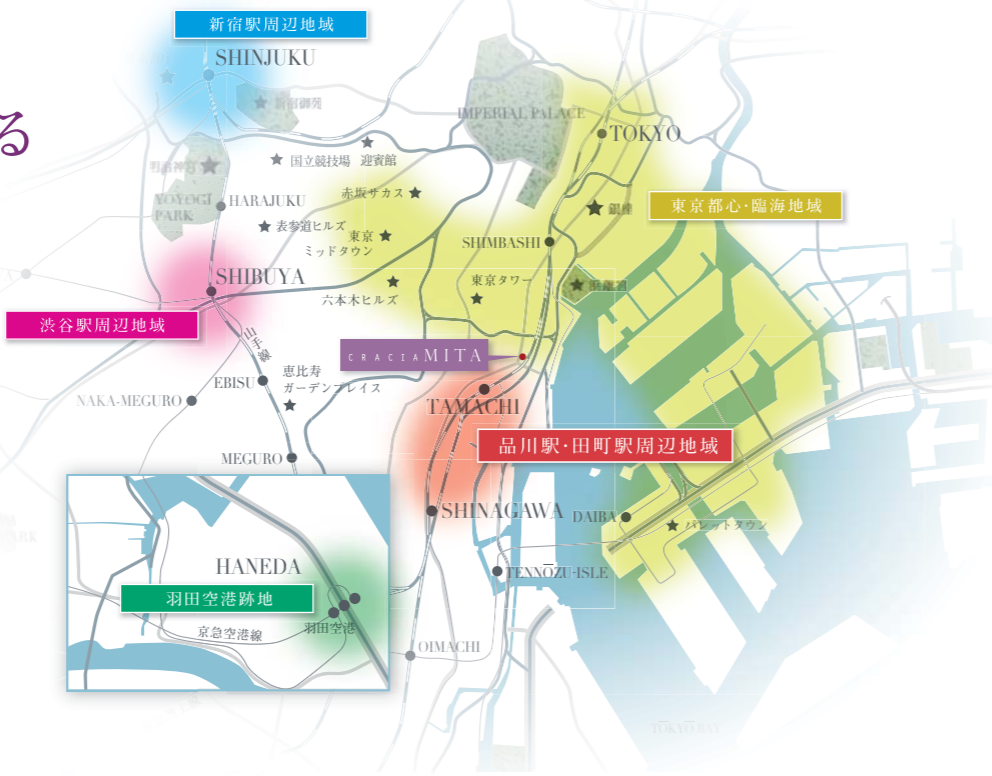 新宿駅周辺地域
SHINJUKU
新宿御苑
る
IMPERIAL PALACE
TOKYO
国立競技場
迎賓館
明治神宮
YOYOGI
PARK
HARAJUKU
赤坂サカス
表参道ヒルズ
東京
ミッドタウン
銀座
東京都心・臨海地域
SHIMBASHI
SHIBUYA
東京タワー
六本木ヒルズ
浜離宮
渋谷駅周辺地域
山手線
CRACIA MITA
恵比寿
ガーデンプレイス
EBISU
NAKA-MEGURO
TAMACHI
品川駅・田町駅周辺地域
MEGURO
SHINAGAWA
DAIBA
パレットタウン
HANEDA
TENNŌZU-ISLE
羽田空港跡地
羽田空港
京急空港線
OIMACHI
TOKYO BAY